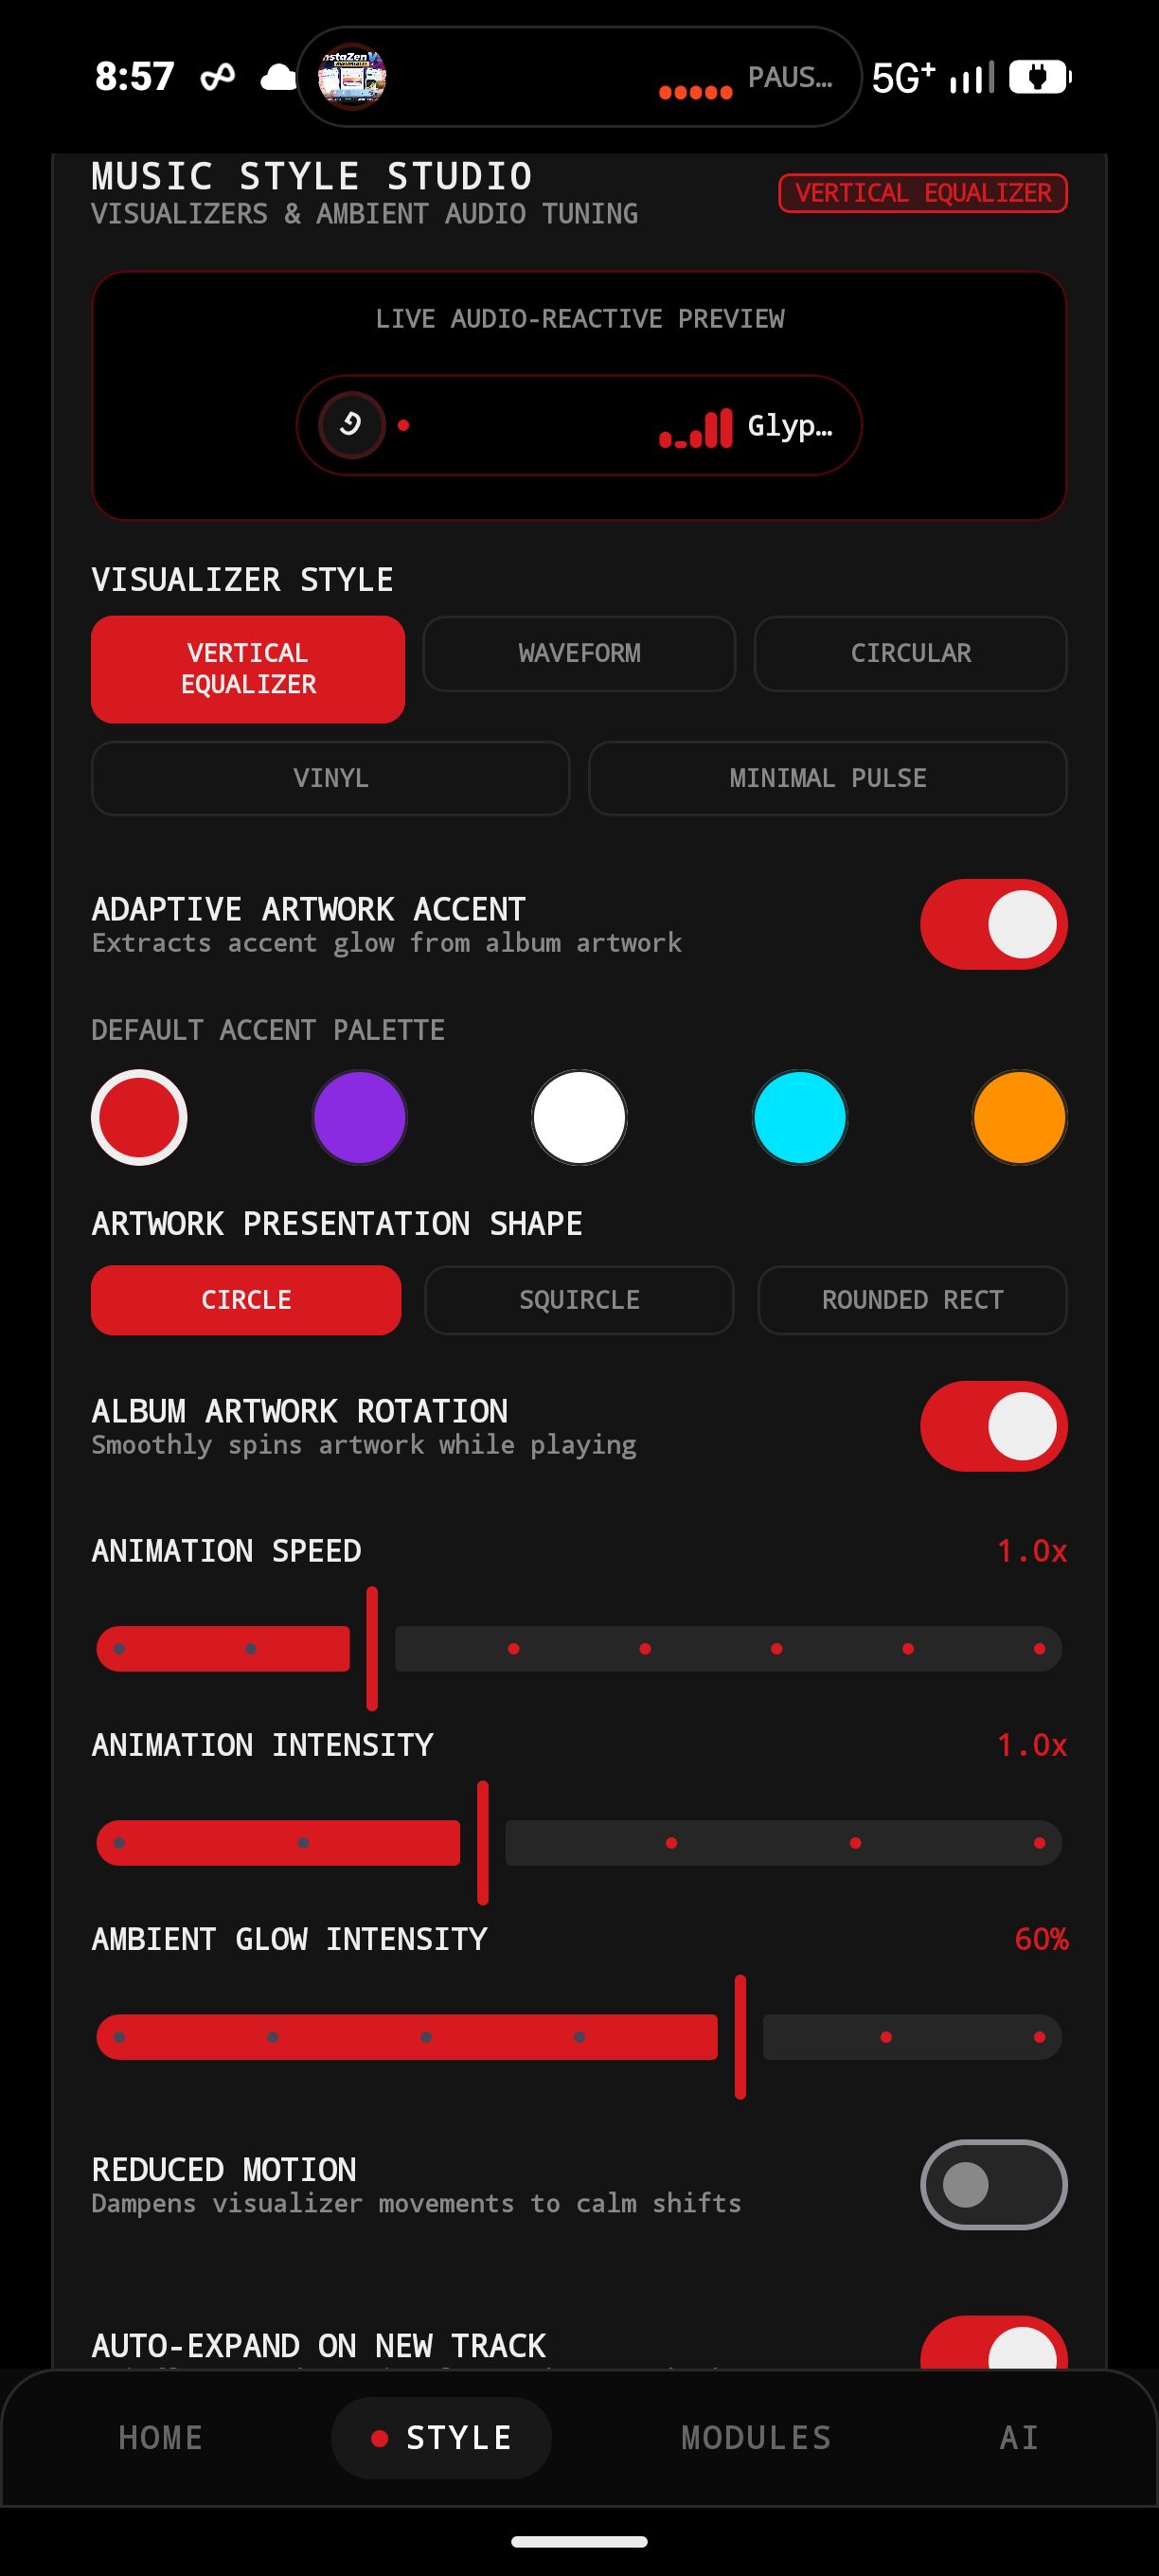 8:57
nstaZen V
PAUS…
5G+
MUSIC STYLE STUDIO
VISUALIZERS & AMBIENT AUDIO TUNING
VERTICAL EQUALIZER
LIVE AUDIO-REACTIVE PREVIEW
G
Glyp…
VISUALIZER STYLE
VERTICAL
EQUALIZER
WAVEFORM
CIRCULAR
VINYL
MINIMAL PULSE
ADAPTIVE ARTWORK ACCENT
Extracts accent glow from album artwork
DEFAULT ACCENT PALETTE
ARTWORK PRESENTATION SHAPE
CIRCLE
SQUIRCLE
ROUNDED RECT
ALBUM ARTWORK ROTATION
Smoothly spins artwork while playing
ANIMATION SPEED
1.0x
ANIMATION INTENSITY
1.0x
AMBIENT GLOW INTENSITY
60%
REDUCED MOTION
Dampens visualizer movements to calm shifts
AUTO-EXPAND ON NEW TRACK
HOME
STYLE
MODULES
AI